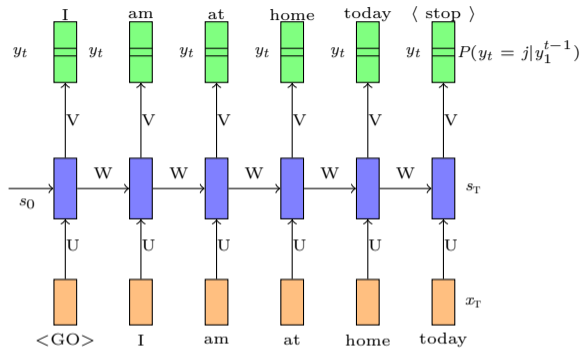 I am at home today ⟨ stop ⟩
y_t y_t y_t y_t y_t y_t P(y_t = j|y_1^{t−1})
V V V V V V
W W W W W
s_0 s_T
U U U U U U
x_T
<GO> I am at home today